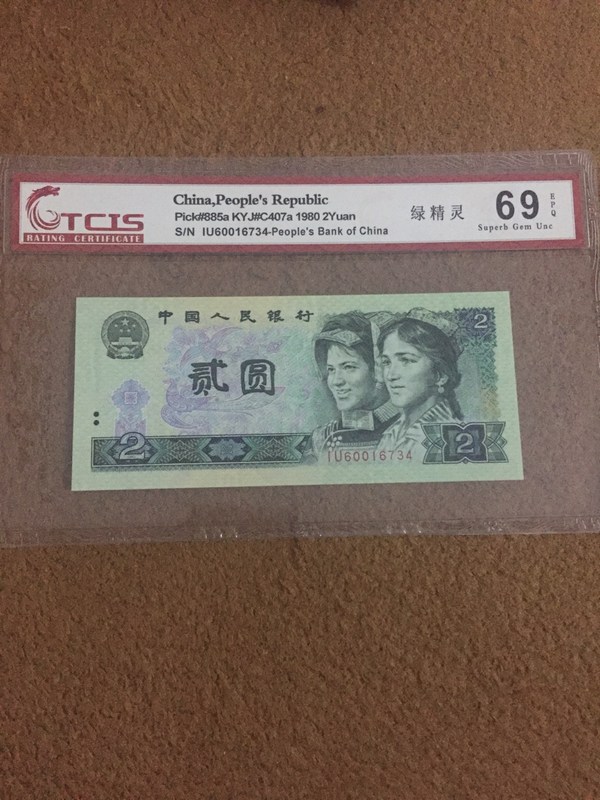 China,People's Republic
Pick#885a KYJ#C407a 1980 2Yuan
S/N IU60016734-People's Bank of China
TCIS
RATING CERTIFICATE
绿精灵
69
EPQ
Superb Gem Unc
中国人民银行
2
贰圆
2
IU60016734
2